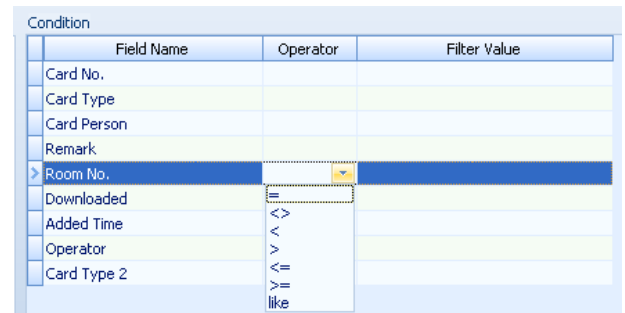 Condition
Field Name Operator Filter Value
Card No.
Card Type
Card Person
Remark
Room No.
Downloaded =
<>
Added Time <
Operator >
Card Type 2 <=
>=
like